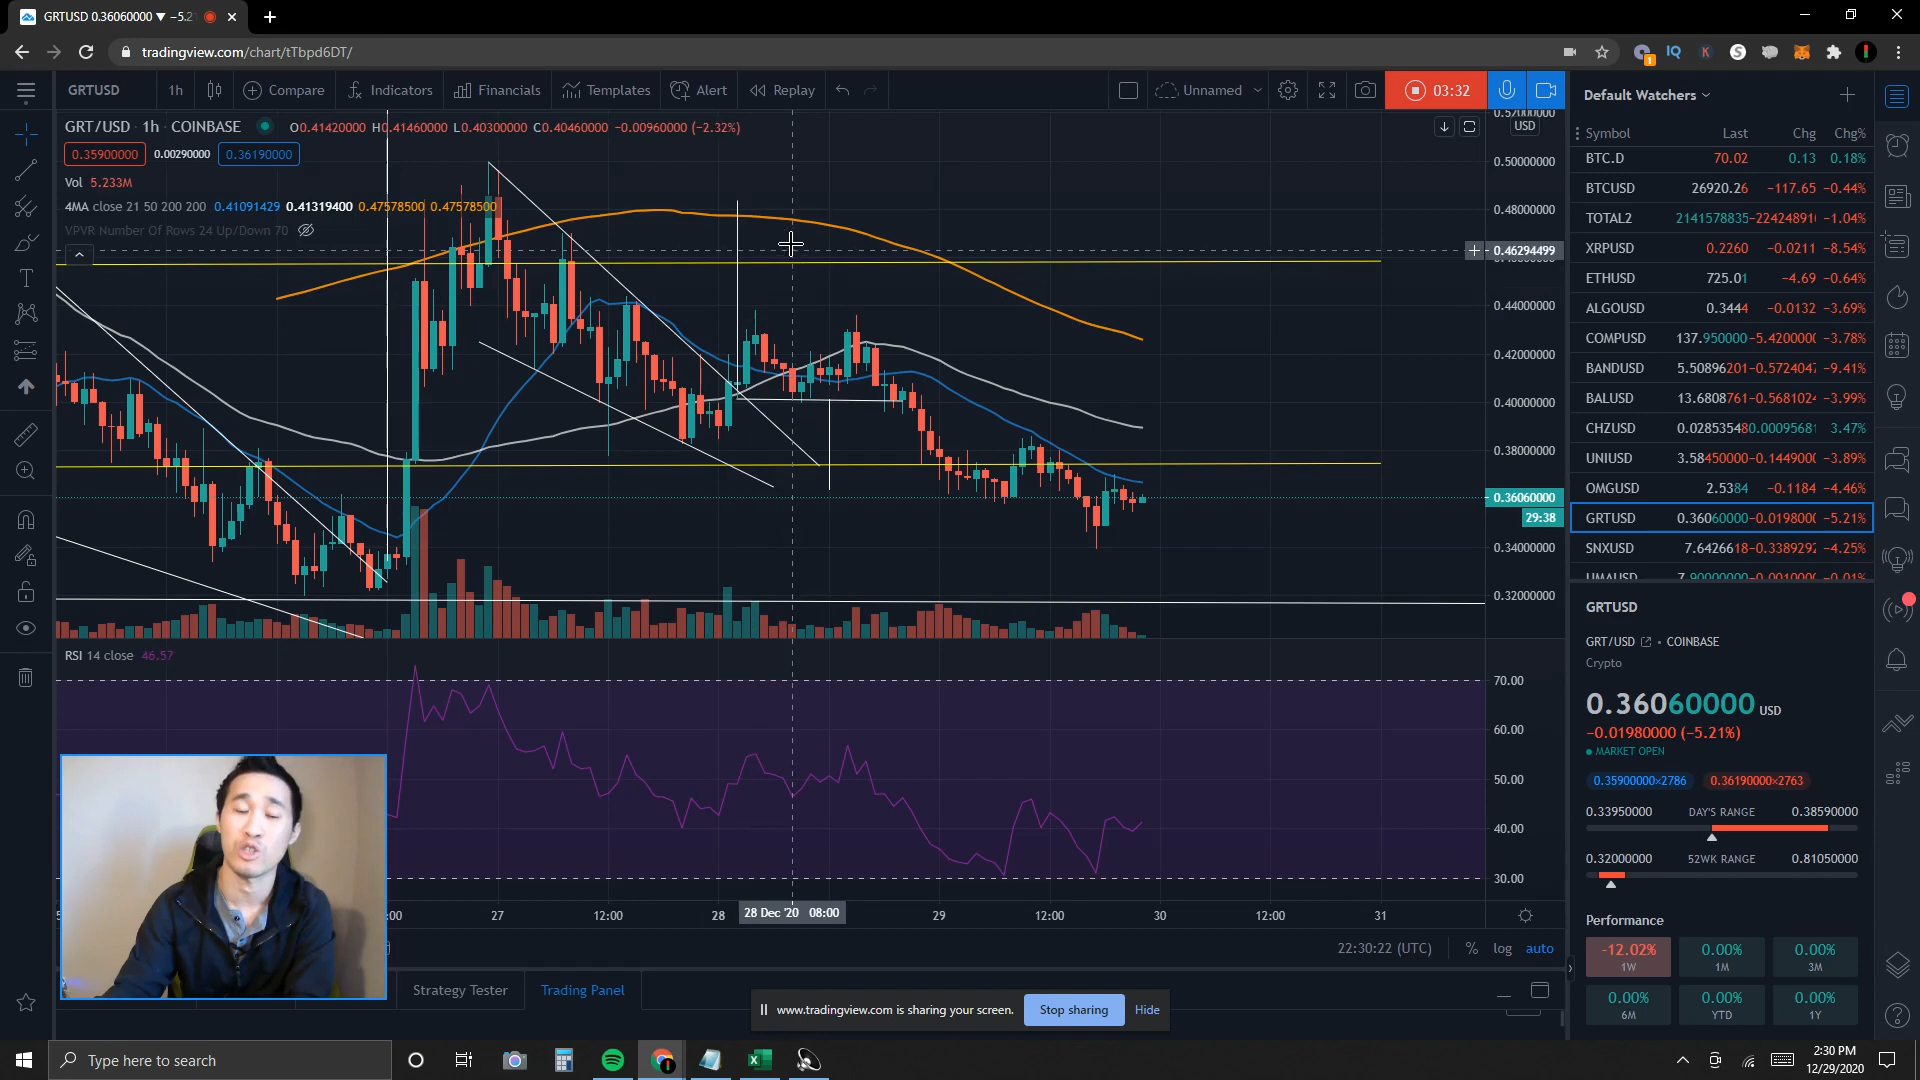 GRTUSD 0.36060000 ▼ −5.2
tradingview.com/chart/tTbpd6DT/
GRTUSD 1h Compare Indicators Financials Templates Alert Replay Unnamed 03:32
Default Watchers
GRT/USD · 1h · COINBASE O0.41420000 H0.41460000 L0.40300000 C0.40460000 −0.00960000 (−2.32%)
0.35900000 0.00290000 0.36190000
Vol 5.233M
4MA close 21 50 200 200 0.41091429 0.41319400 0.47578500 0.47578500
VPVR Number Of Rows 24 Up/Down 70
USD
0.50000000
0.48000000
0.46294499
0.44000000
0.42000000
0.40000000
0.38000000
0.36060000
29:38
0.34000000
0.32000000
RSI 14 close 46.57
70.00
60.00
50.00
40.00
30.00
:00 27 12:00 28 28 Dec '20 08:00 29 12:00 30 12:00 31
22:30:22 (UTC) % log auto
Strategy Tester Trading Panel
Symbol Last Chg Chg%
BTC.D 70.02 0.13 0.18%
BTCUSD 26920.26 −117.65 −0.44%
TOTAL2 2141578835 −22424891 −1.04%
XRPUSD 0.2260 −0.0211 −8.54%
ETHUSD 725.01 −4.69 −0.64%
ALGOUSD 0.3444 −0.0132 −3.69%
COMPUSD 137.950000 −5.420000 −3.78%
BANDUSD 5.50896201 −0.572404 −9.41%
BALUSD 13.6808761 −0.568102 −3.99%
CHZUSD 0.02853548 0.00095681 3.47%
UNIUSD 3.58450000 −0.144900 −3.89%
OMGUSD 2.5384 −0.1184 −4.46%
GRTUSD 0.36060000 −0.019800 −5.21%
SNXUSD 7.6426618 −0.338929 −4.25%
GRTUSD
GRT/USD · COINBASE
Crypto
0.36060000 USD
−0.01980000 (−5.21%)
MARKET OPEN
0.35900000×2786 0.36190000×2763
0.33950000 DAY'S RANGE 0.38590000
0.32000000 52WK RANGE 0.81050000
Performance
-12.02% 0.00% 0.00%
1W 1M 3M
0.00% 0.00% 0.00%
6M YTD 1Y
www.tradingview.com is sharing your screen. Stop sharing Hide
Type here to search
2:30 PM
12/29/2020